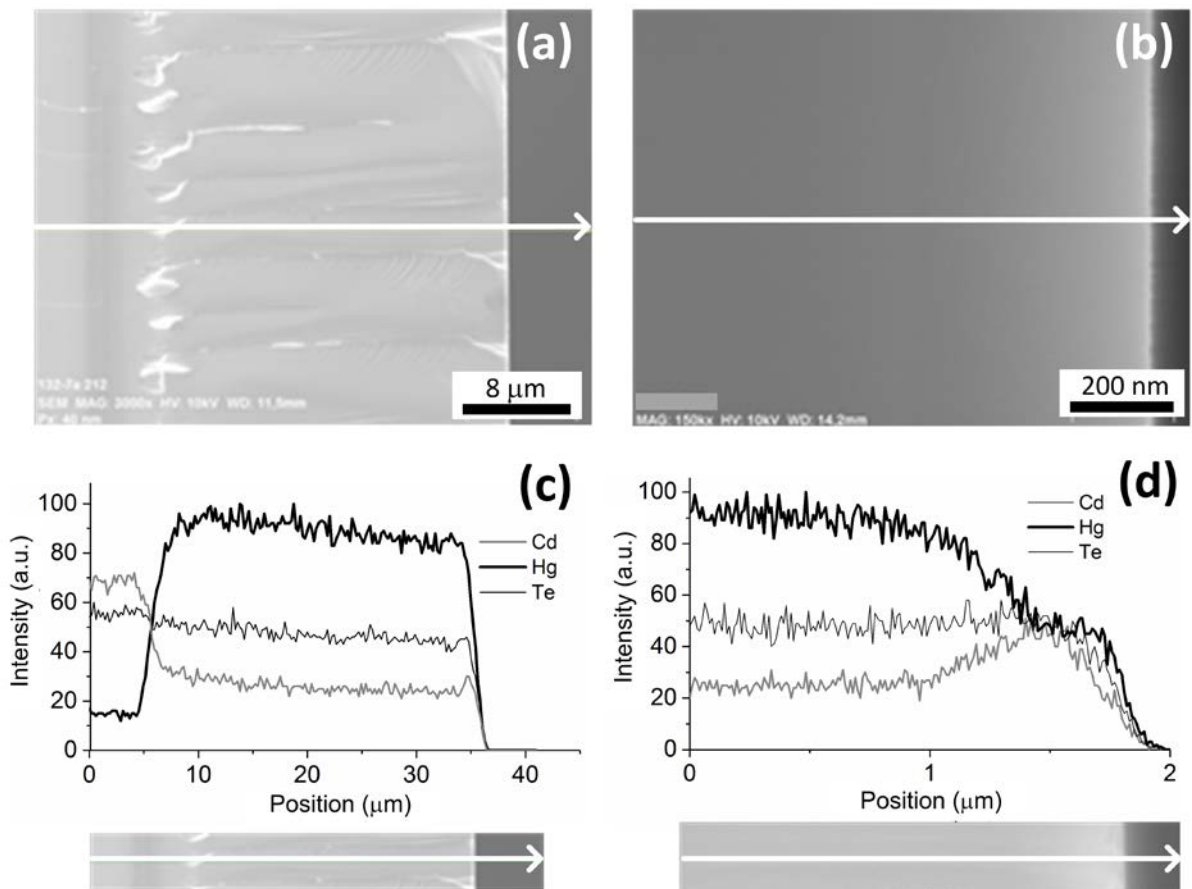 (a)
132-7a 212
SEM MAG: 3000x HV: 10kV WD: 11,5mm
Px: 40 nm
8 μm
(b)
MAG: 150kx HV: 10kV WD: 14,2mm
200 nm
(c)
Intensity (a.u.)
100
80
60
40
20
0
Cd
Hg
Te
0 10 20 30 40
Position (μm)
(d)
Intensity (a.u.)
100
80
60
40
20
0
Cd
Hg
Te
0 1 2
Position (μm)